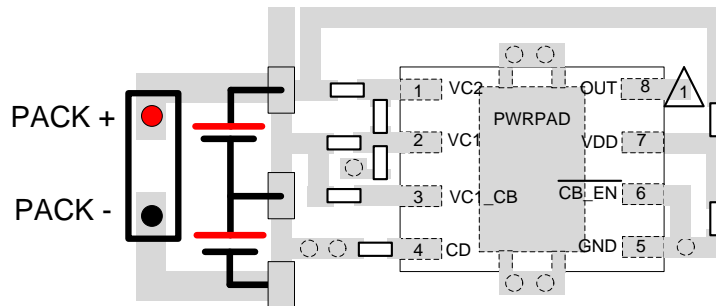 PACK +
PACK -
1 VC2
2 VC1
3 VC1_CB
4 CD
PWRPAD
OUT 8
VDD 7
CB_EN 6
GND 5
1